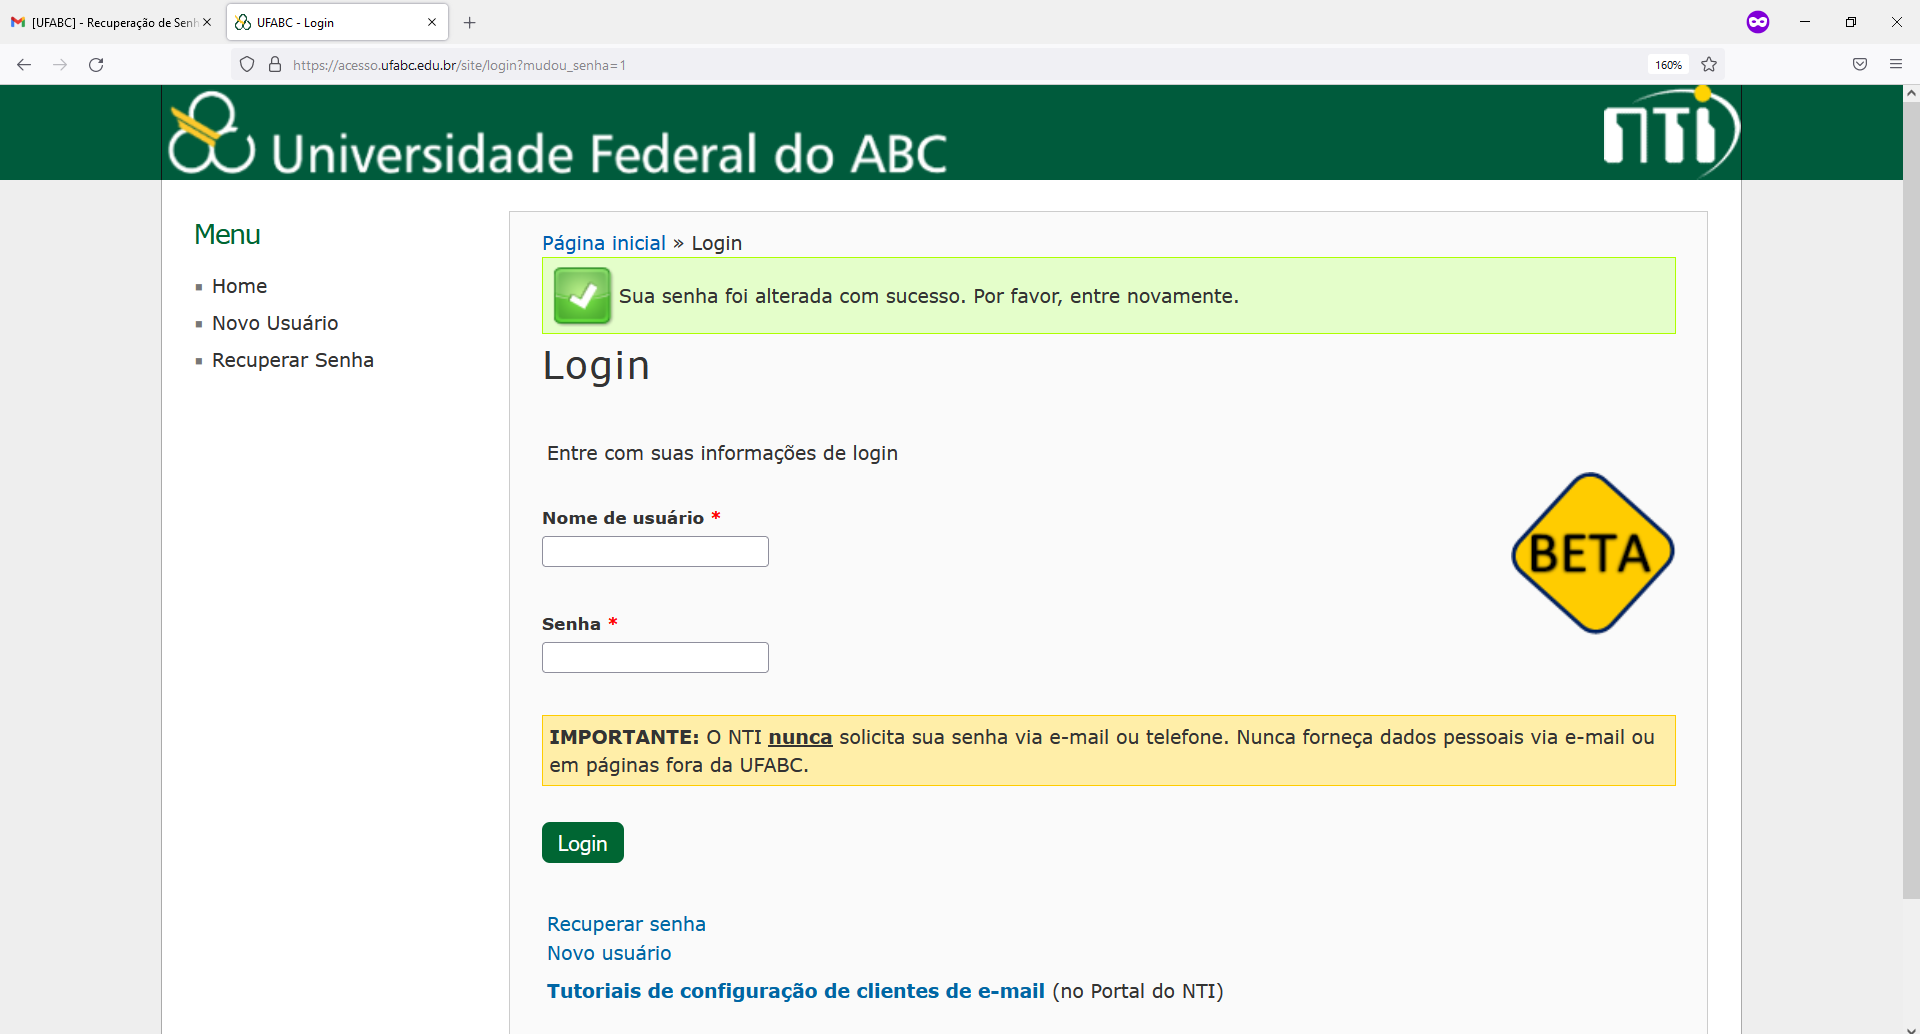 [UFABC] - Recuperação de Senh
UFABC - Login
https://acesso.ufabc.edu.br/site/login?mudou_senha=1
160%
Universidade Federal do ABC
nTi
Menu
Home
Novo Usuário
Recuperar Senha
Página inicial » Login
Sua senha foi alterada com sucesso. Por favor, entre novamente.
Login
Entre com suas informações de login
Nome de usuário *
BETA
Senha *
IMPORTANTE: O NTI nunca solicita sua senha via e-mail ou telefone. Nunca forneça dados pessoais via e-mail ou
em páginas fora da UFABC.
Login
Recuperar senha
Novo usuário
Tutoriais de configuração de clientes de e-mail (no Portal do NTI)